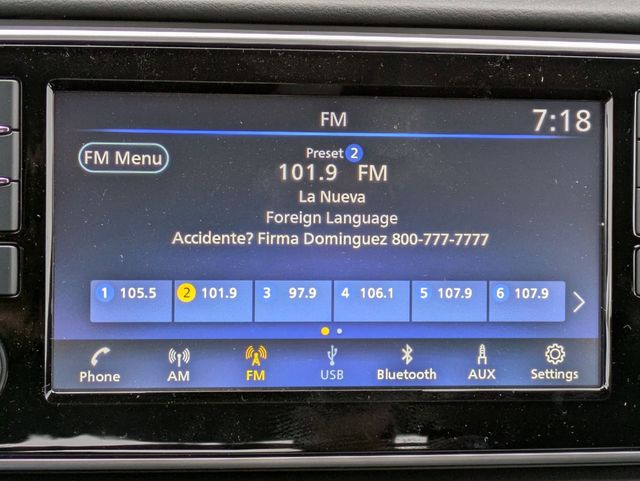 FM 7:18
FM Menu
Preset 2
101.9 FM
La Nueva
Foreign Language
Accidente? Firma Dominguez 800-777-7777
1 105.5 2 101.9 3 97.9 4 106.1 5 107.9 6 107.9
Phone AM FM USB Bluetooth AUX Settings